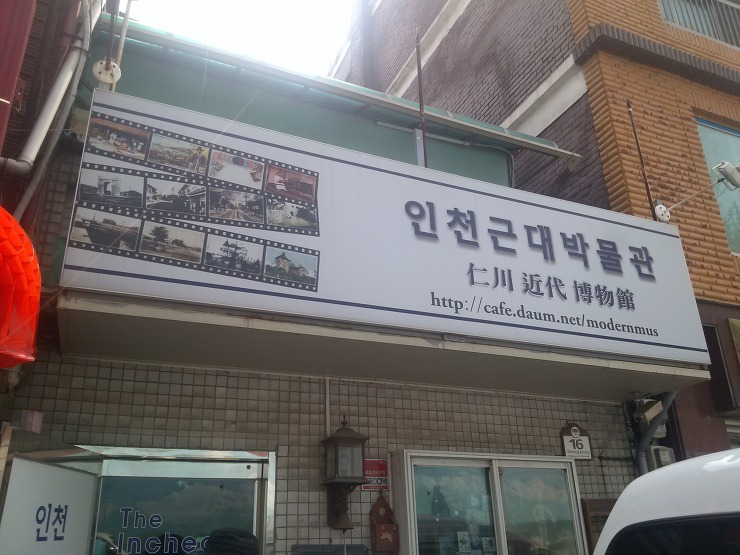 인천근대박물관
仁川 近代 博物館
http://cafe.daum.net/modernmus
16
인천
The